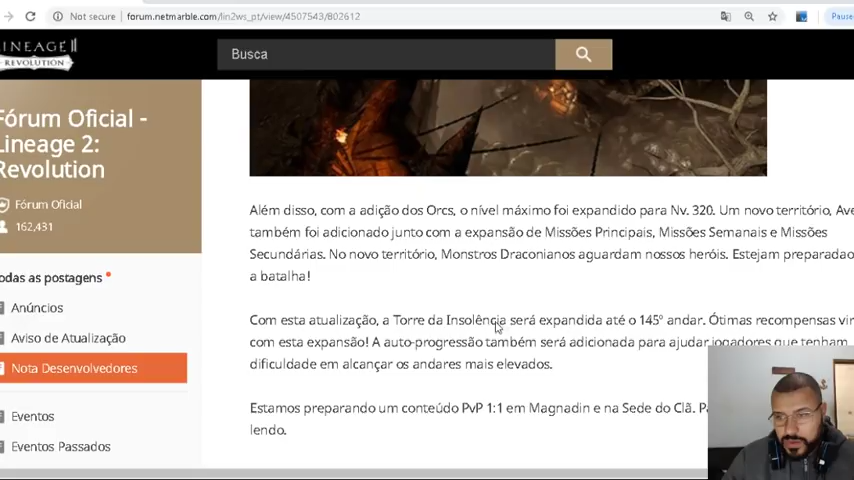 Not secure | forum.netmarble.com/lin2ws_pt/view/4507543/802612
Pause
LINEAGE II
REVOLUTION
Busca
Fórum Oficial -
Lineage 2:
Revolution
Fórum Oficial
162,431
odas as postagens
Anúncios
Aviso de Atualização
Nota Desenvolvedores
Eventos
Eventos Passados
Além disso, com a adição dos Orcs, o nível máximo foi expandido para Nv. 320. Um novo território, Ave
também foi adicionado junto com a expansão de Missões Principais, Missões Semanais e Missões
Secundárias. No novo território, Monstros Draconianos aguardam nossos heróis. Estejam preparado
a batalha!
Com esta atualização, a Torre da Insolência será expandida até o 145º andar. Ótimas recompensas vir
com esta expansão! A auto-progressão também será adicionada para ajudar jogadores que tenham
dificuldade em alcançar os andares mais elevados.
Estamos preparando um conteúdo PvP 1:1 em Magnadin e na Sede do Clã.
lendo.